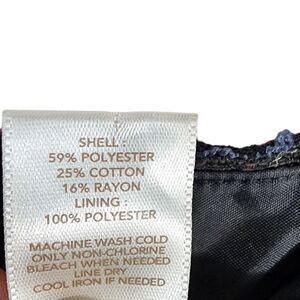 SHELL :
59% POLYESTER
25% COTTON
16% RAYON
LINING :
100% POLYESTER
MACHINE WASH COLD
ONLY NON-CHLORINE
BLEACH WHEN NEEDED
LINE DRY
COOL IRON IF NEEDED